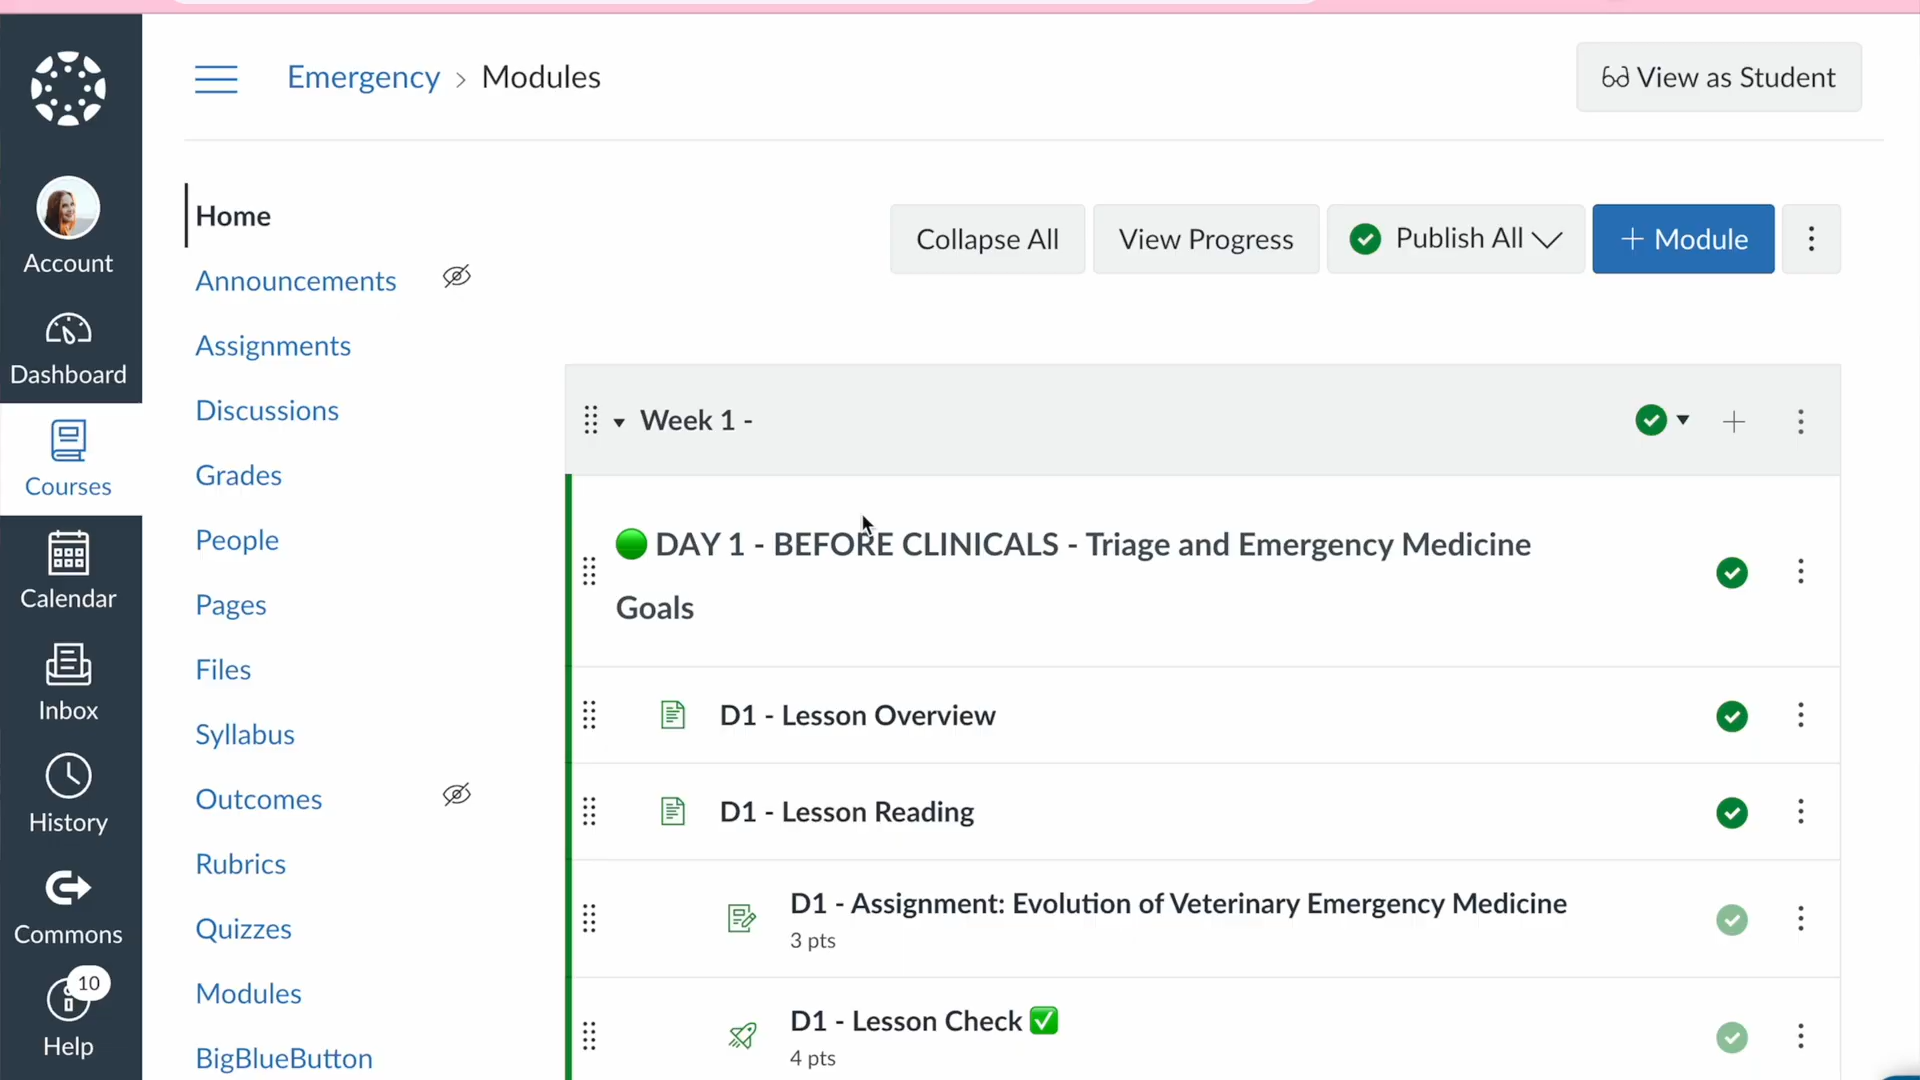 Emergency > Modules
View as Student
Account
Dashboard
Courses
Calendar
Inbox
History
Commons
10
Help
Home
Announcements
Assignments
Discussions
Grades
People
Pages
Files
Syllabus
Outcomes
Rubrics
Quizzes
Modules
BigBlueButton
Collapse All
View Progress
Publish All
+ Module
Week 1 -
DAY 1 - BEFORE CLINICALS - Triage and Emergency Medicine
Goals
D1 - Lesson Overview
D1 - Lesson Reading
D1 - Assignment: Evolution of Veterinary Emergency Medicine
3 pts
D1 - Lesson Check ✅
4 pts